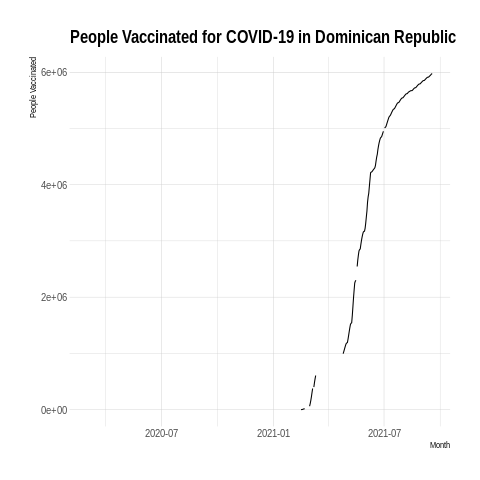 People Vaccinated for COVID-19 in Dominican Republic
People Vaccinated
6e+06
4e+06
2e+06
0e+00
2020-07
2021-01
2021-07
Month